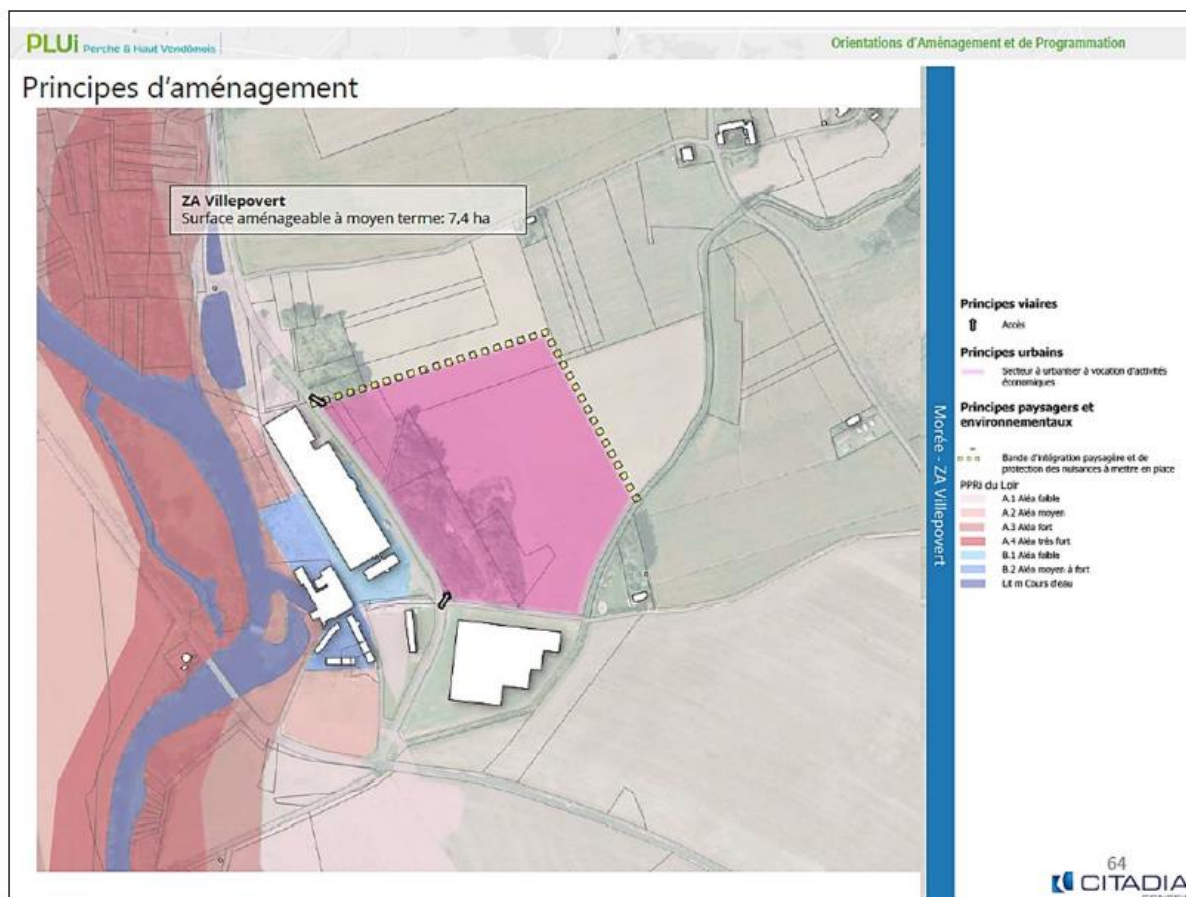 PLUi Perche & Haut Vendômois
Orientations d'Aménagement et de Programmation
Principes d'aménagement
ZA Villepovert
Surface aménageable à moyen terme: 7,4 ha
Morée - ZA Villepovert
Principes viaires
Accès
Principes urbains
Secteur à urbaniser à vocation d'activités
économiques
Principes paysagers et
environnementaux
Bande d'intégration paysagère et de
protection des nuisances à mettre en place
PPRi du Loir
A.1 Aléa faible
A.2 Aléa moyen
A.3 Aléa fort
A.4 Aléa très fort
B.1 Aléa faible
B.2 Aléa moyen à fort
Lit m Cours d'eau
64
CITADIA